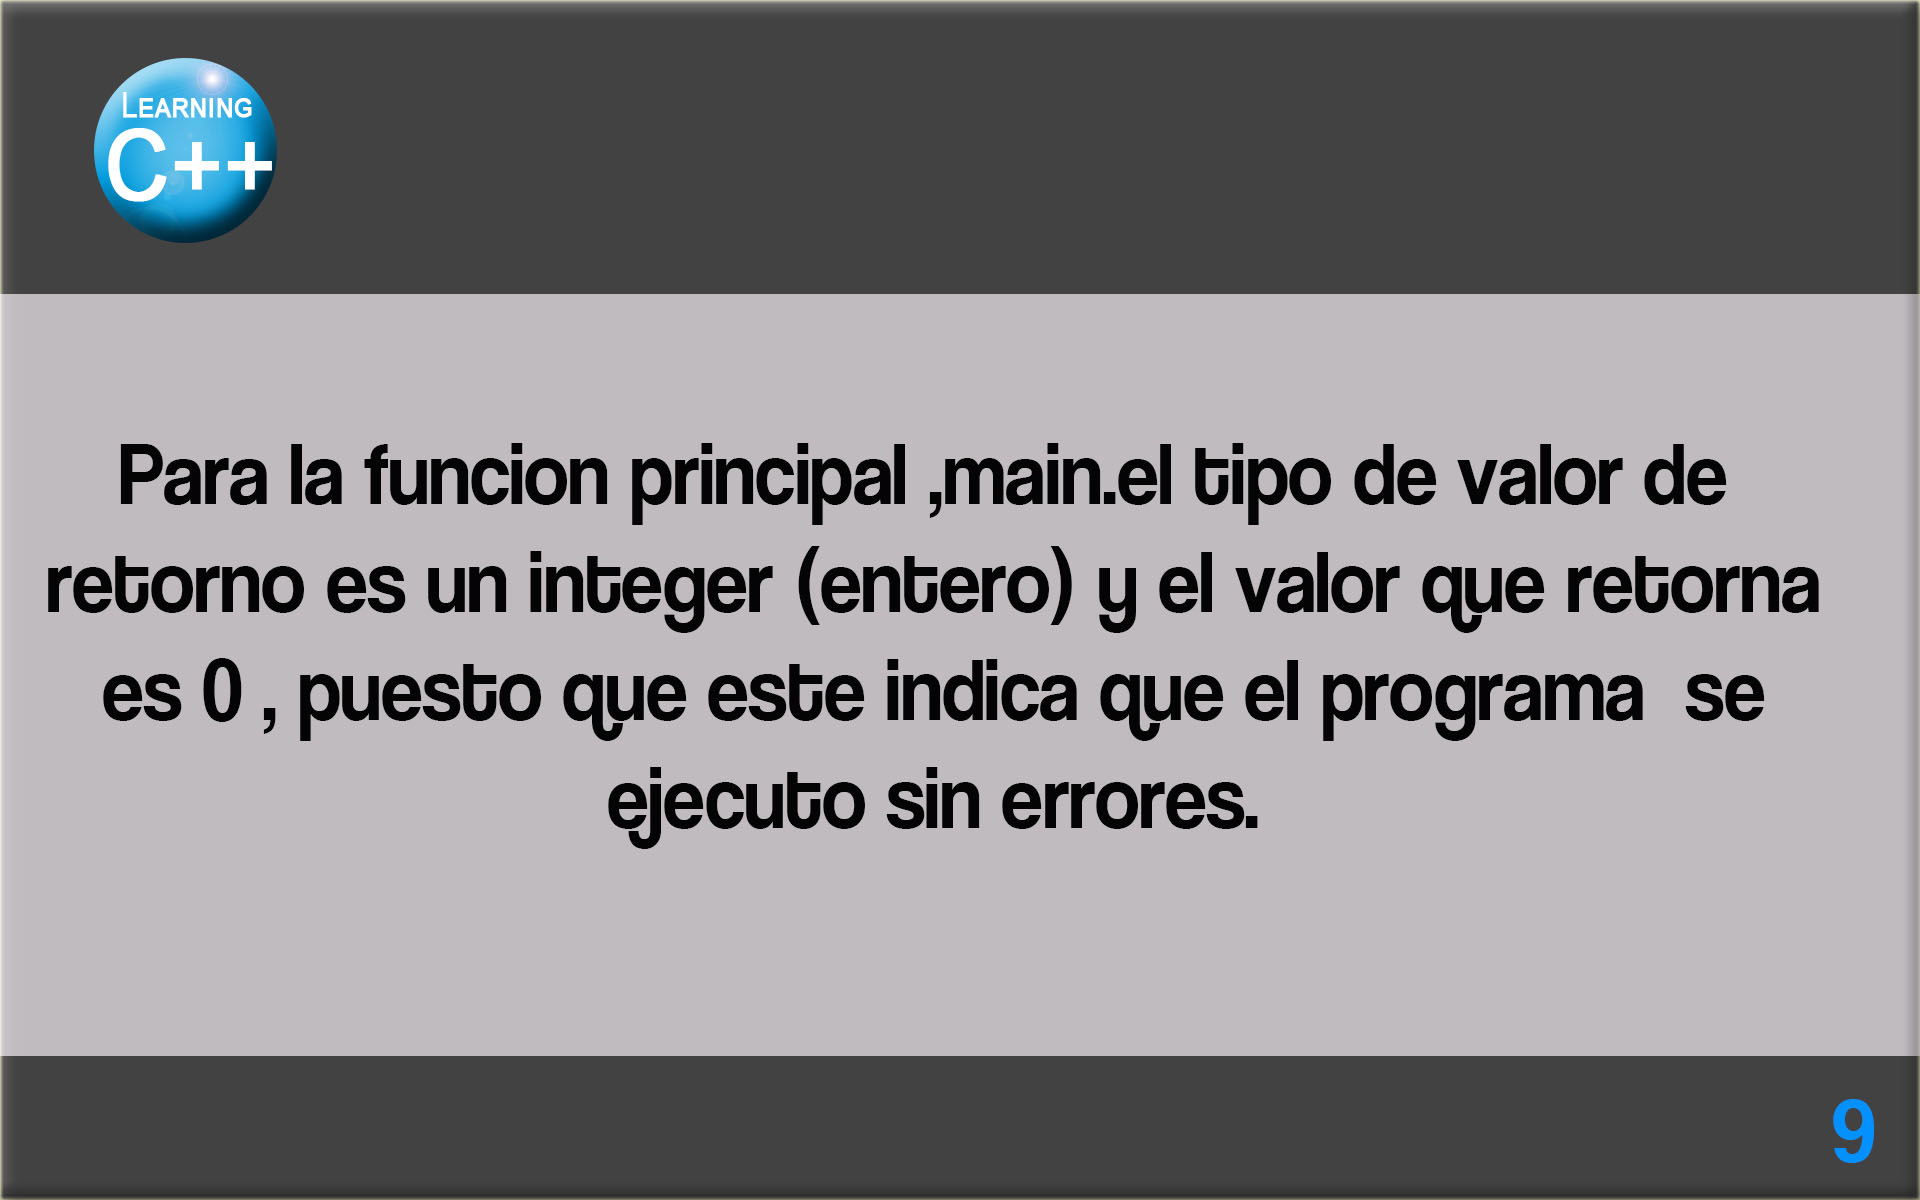 LEARNING
C++
Para la funcion principal ,main.el tipo de valor de
retorno es un integer (entero) y el valor que retorna
es 0 , puesto que este indica que el programa  se
ejecuto sin errores.
9